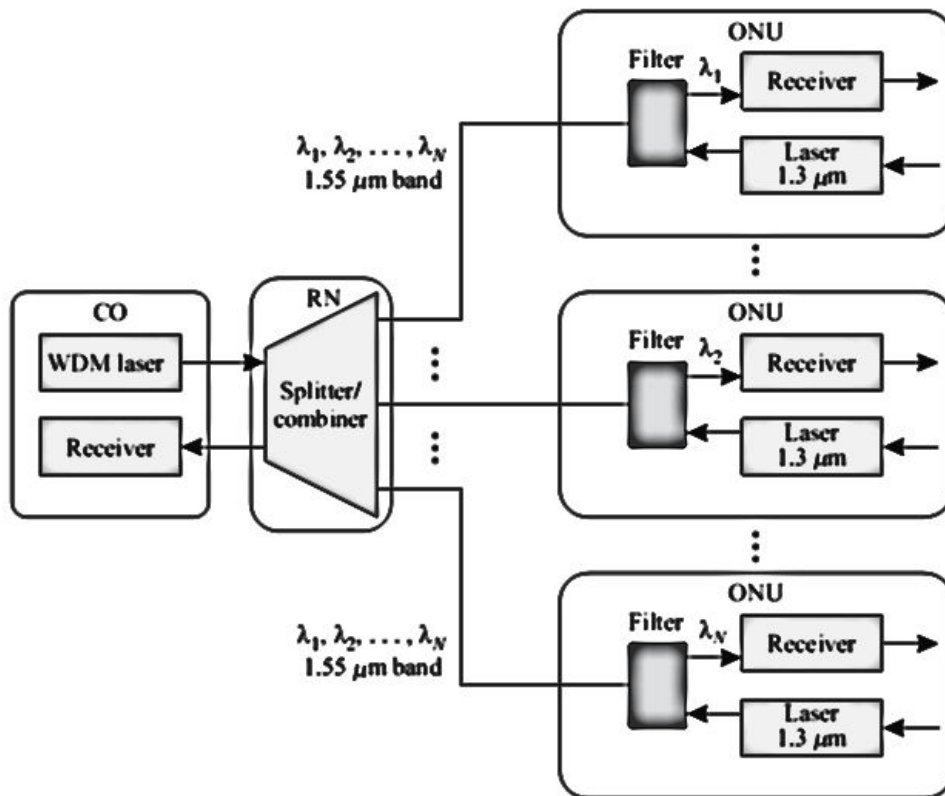 ONU
Filter
λ₁
Receiver
Laser
1.3 μm
λ₁, λ₂, . . . , λN
1.55 μm band
CO
WDM laser
Receiver
RN
Splitter/
combiner
ONU
Filter
λ₂
Receiver
Laser
1.3 μm
λ₁, λ₂, . . . , λN
1.55 μm band
ONU
Filter
λN
Receiver
Laser
1.3 μm